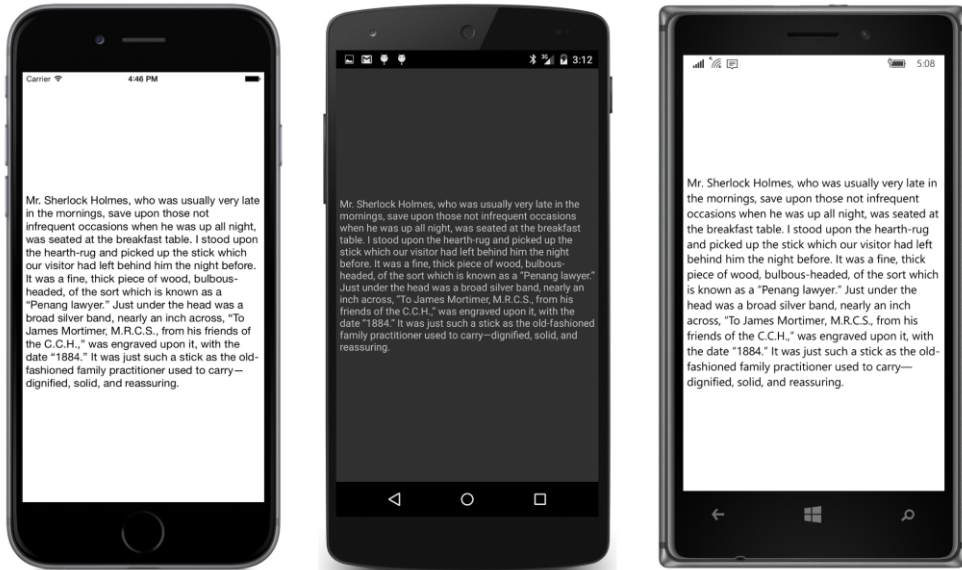 Carrier
4:46 PM
Mr. Sherlock Holmes, who was usually very late
in the mornings, save upon those not
infrequent occasions when he was up all night,
was seated at the breakfast table. I stood upon
the hearth-rug and picked up the stick which
our visitor had left behind him the night before.
It was a fine, thick piece of wood, bulbous-
headed, of the sort which is known as a
“Penang lawyer.” Just under the head was a
broad silver band, nearly an inch across, “To
James Mortimer, M.R.C.S., from his friends of
the C.C.H.,” was engraved upon it, with the
date “1884.” It was just such a stick as the old-
fashioned family practitioner used to carry—
dignified, solid, and reassuring.
3G
3:12
Mr. Sherlock Holmes, who was usually very late in the
mornings, save upon those not infrequent occasions
when he was up all night, was seated at the breakfast
table. I stood upon the hearth-rug and picked up the
stick which our visitor had left behind him the night
before. It was a fine, thick piece of wood, bulbous-
headed, of the sort which is known as a “Penang lawyer.”
Just under the head was a broad silver band, nearly an
inch across, “To James Mortimer, M.R.C.S., from his
friends of the C.C.H.,” was engraved upon it, with the
date “1884.” It was just such a stick as the old-fashioned
family practitioner used to carry—dignified, solid, and
reassuring.
5:08
Mr. Sherlock Holmes, who was usually very late in
the mornings, save upon those not infrequent
occasions when he was up all night, was seated at
the breakfast table. I stood upon the hearth-rug
and picked up the stick which our visitor had left
behind him the night before. It was a fine, thick
piece of wood, bulbous-headed, of the sort which
is known as a “Penang lawyer.” Just under the
head was a broad silver band, nearly an inch
across, “To James Mortimer, M.R.C.S., from his
friends of the C.C.H.,” was engraved upon it, with
the date “1884.” It was just such a stick as the old-
fashioned family practitioner used to carry—
dignified, solid, and reassuring.